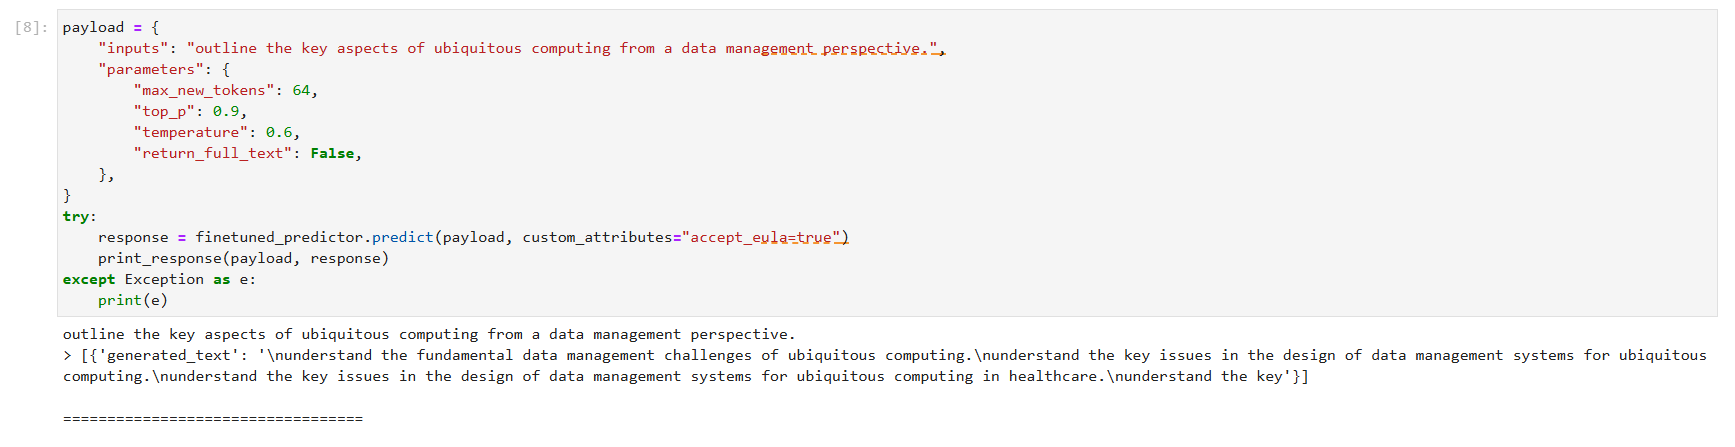 [8]: payload = {
    "inputs": "outline the key aspects of ubiquitous computing from a data management perspective.",
    "parameters": {
        "max_new_tokens": 64,
        "top_p": 0.9,
        "temperature": 0.6,
        "return_full_text": False,
    },
}
try:
    response = finetuned_predictor.predict(payload, custom_attributes="accept_eula=true")
    print_response(payload, response)
except Exception as e:
    print(e)
outline the key aspects of ubiquitous computing from a data management perspective.
> [{'generated_text': '\nunderstand the fundamental data management challenges of ubiquitous computing.\nunderstand the key issues in the design of data management systems for ubiquitous
computing.\nunderstand the key issues in the design of data management systems for ubiquitous computing in healthcare.\nunderstand the key'}]
==================================